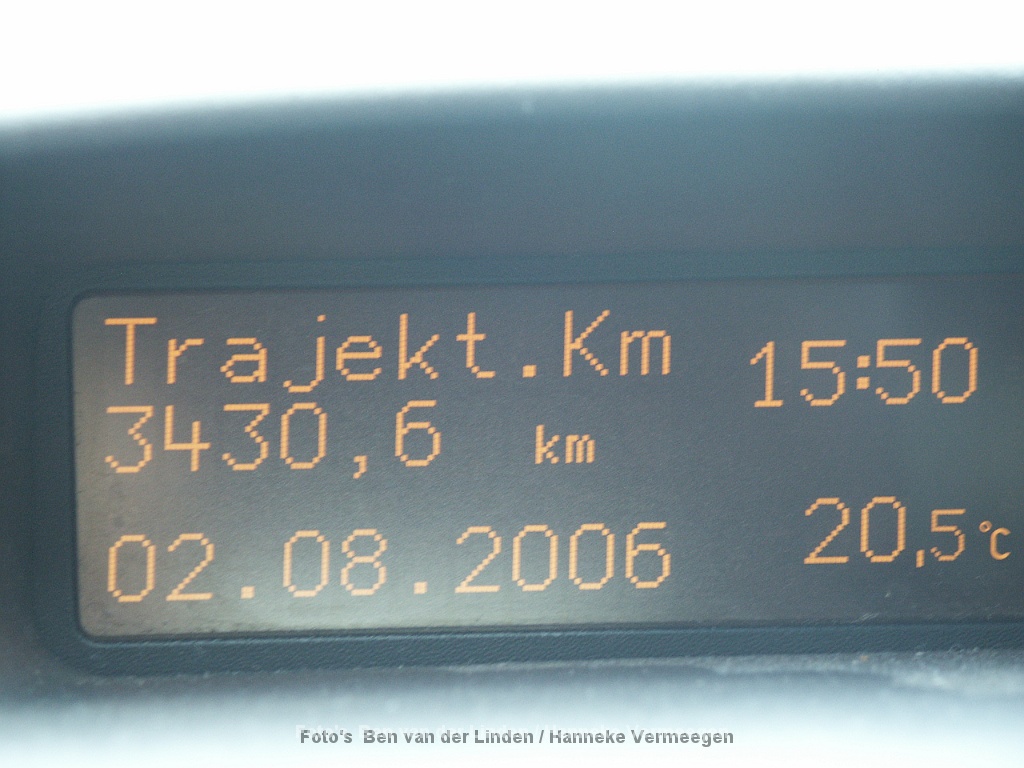 Trajekt.Km
15:50
3430,6 km
02.08.2006
20,5°C
Foto's Ben van der Linden / Hanneke Vermeegen